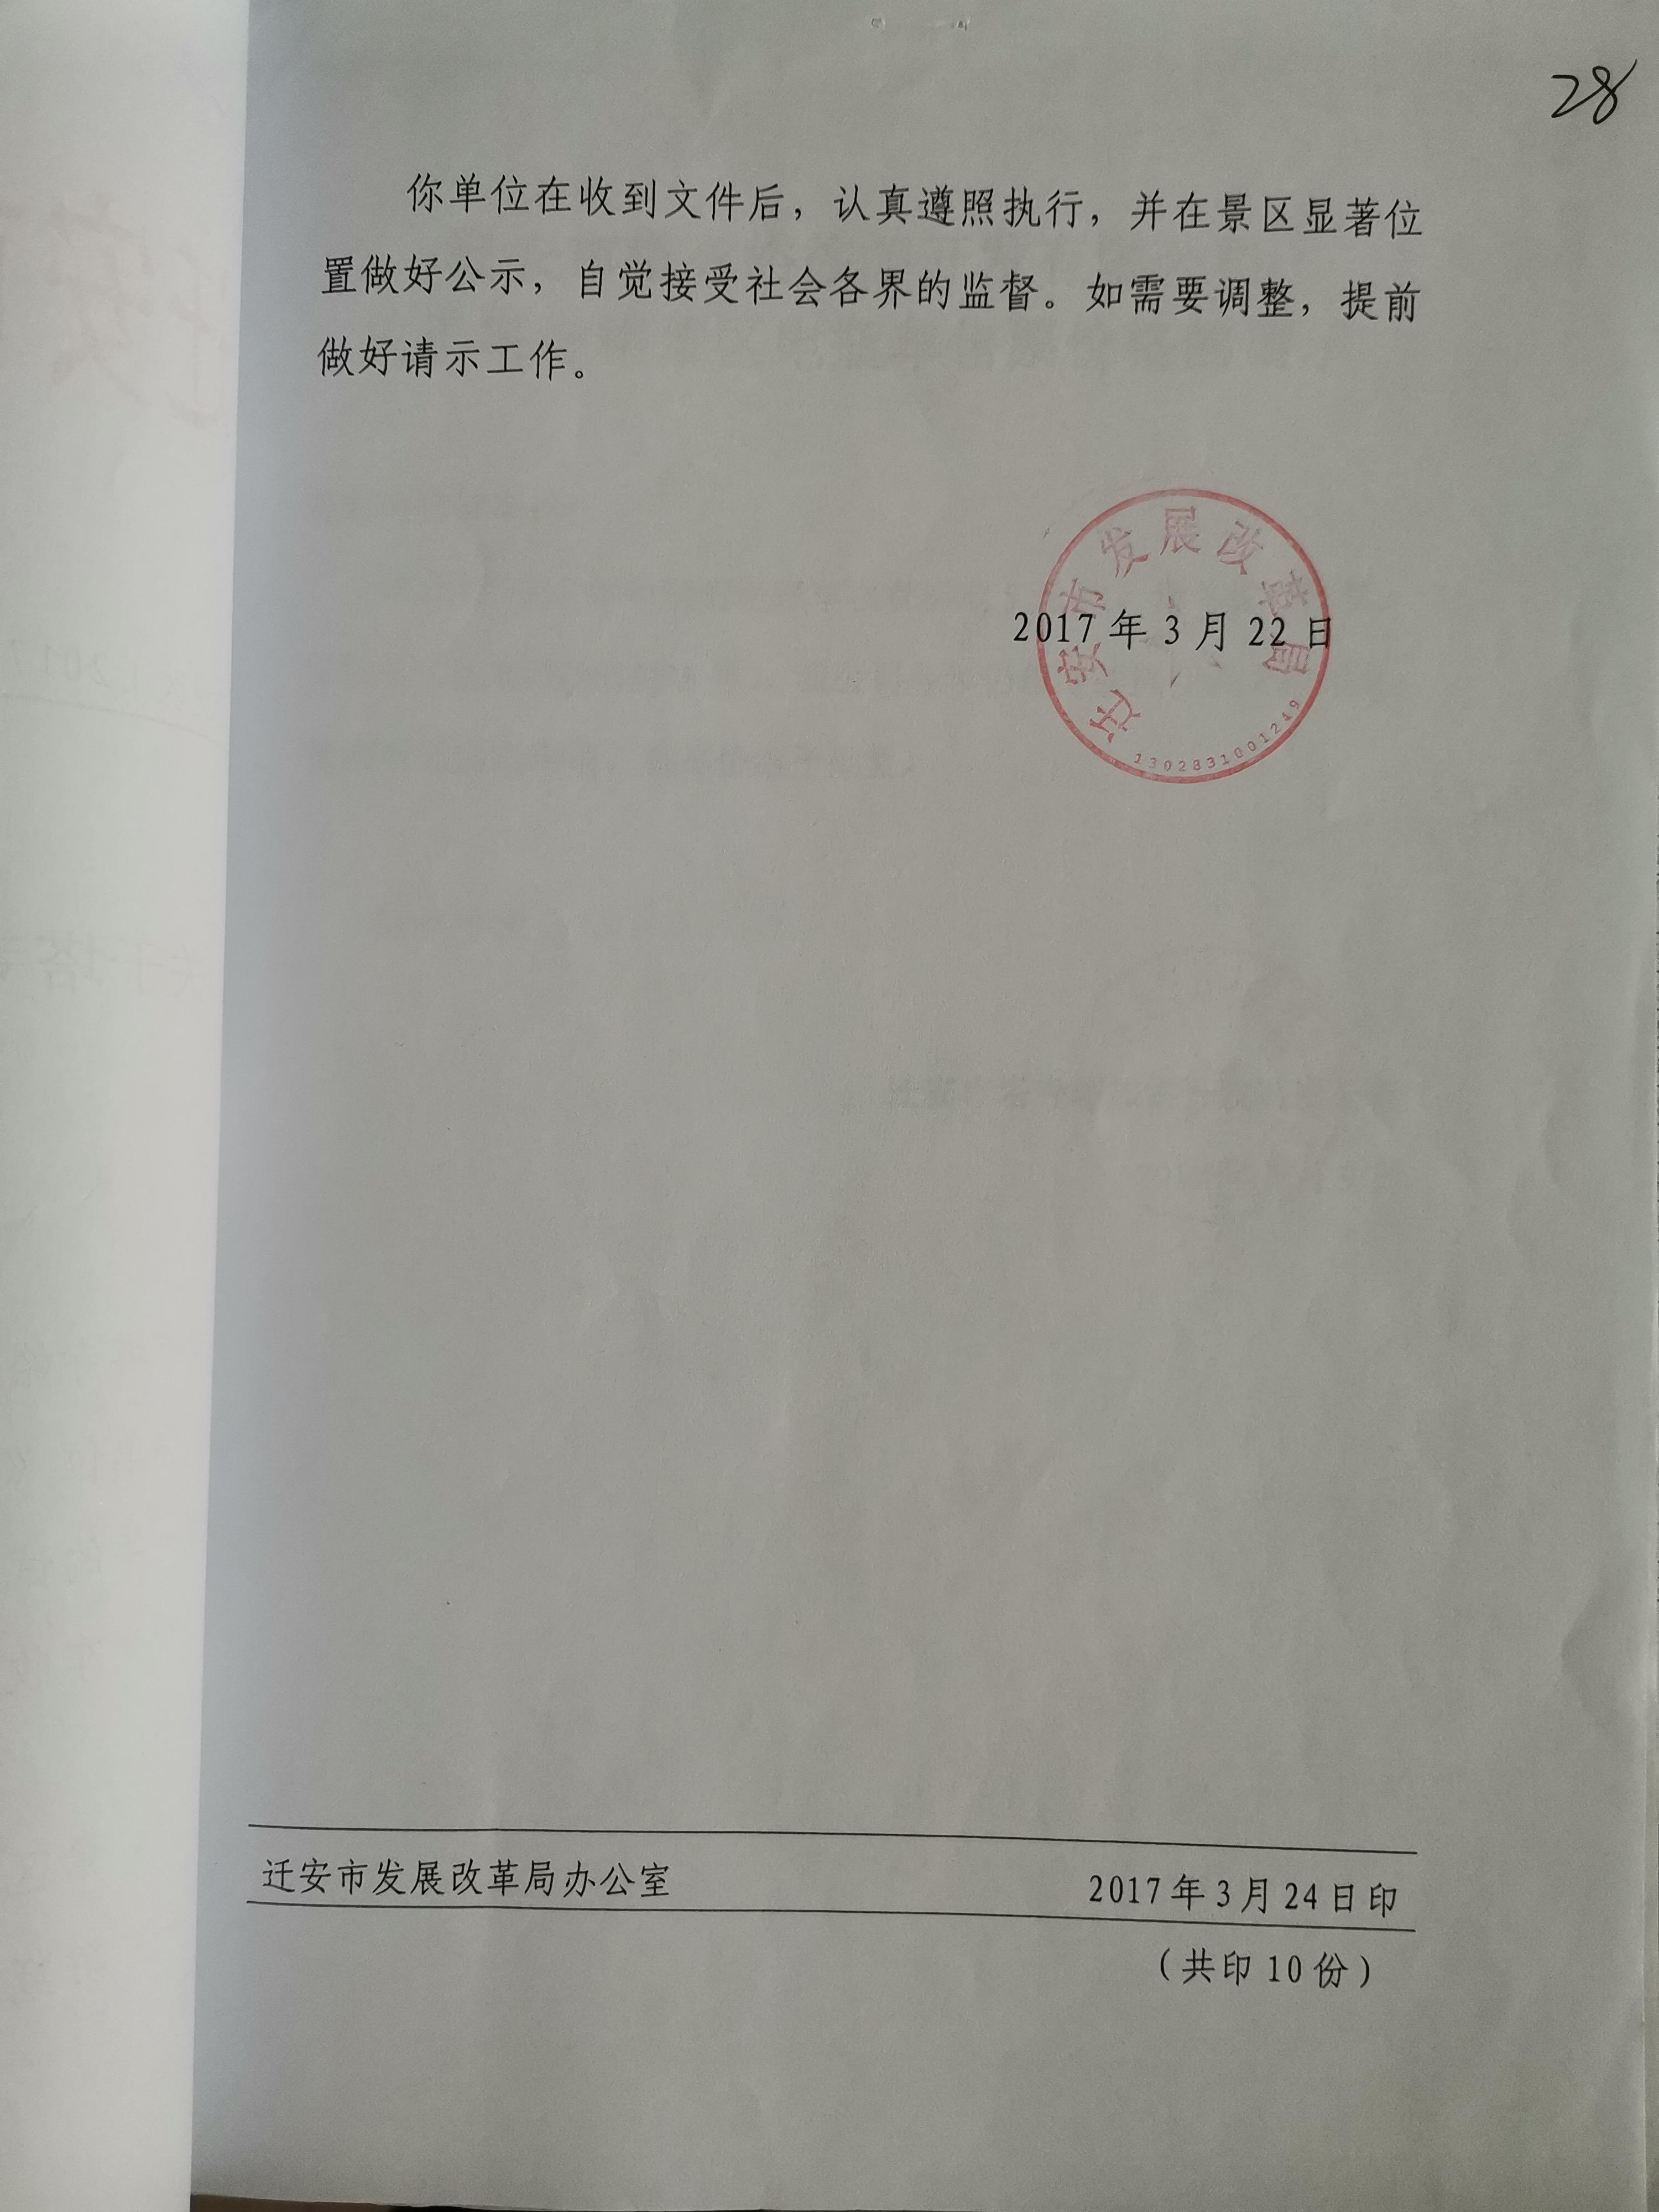 28
你单位在收到文件后，认真遵照执行，并在景区显著位
置做好公示，自觉接受社会各界的监督。如需要调整，提前
做好请示工作。
迁安市发展改革局
2017年3月22日
1302831001249
迁安市发展改革局办公室 2017年3月24日印
（共印10份）